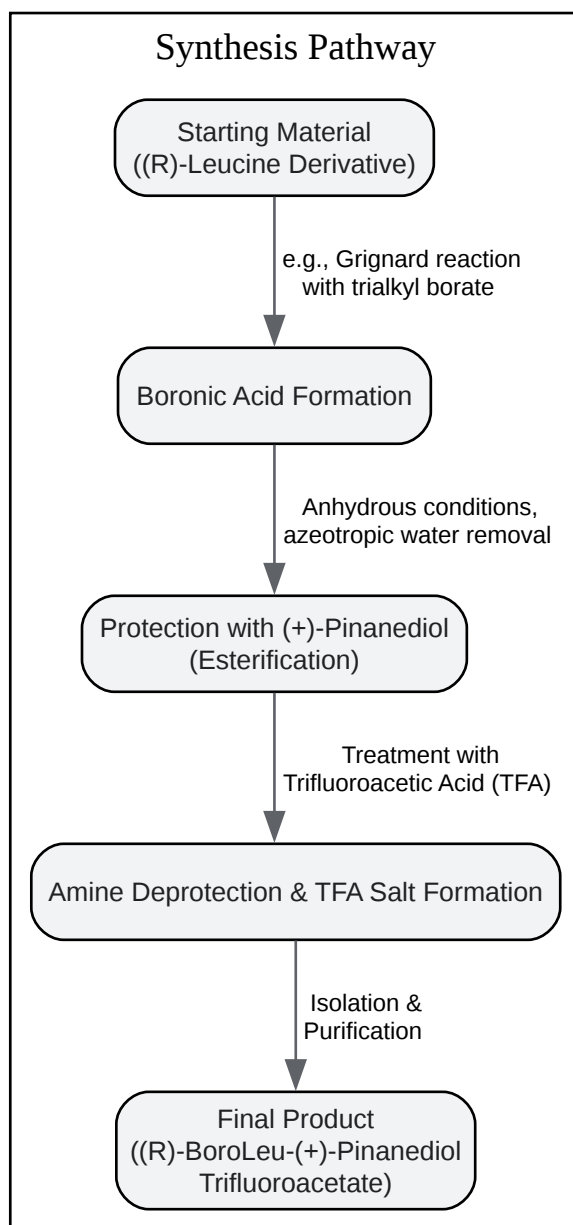 Synthesis Pathway
Starting Material
((R)-Leucine Derivative)
e.g., Grignard reaction
with trialkyl borate
Boronic Acid Formation
Anhydrous conditions,
azeotropic water removal
Protection with (+)-Pinanediol
(Esterification)
Treatment with
Trifluoroacetic Acid (TFA)
Amine Deprotection & TFA Salt Formation
Isolation &
Purification
Final Product
((R)-BoroLeu-(+)-Pinanediol
Trifluoroacetate)